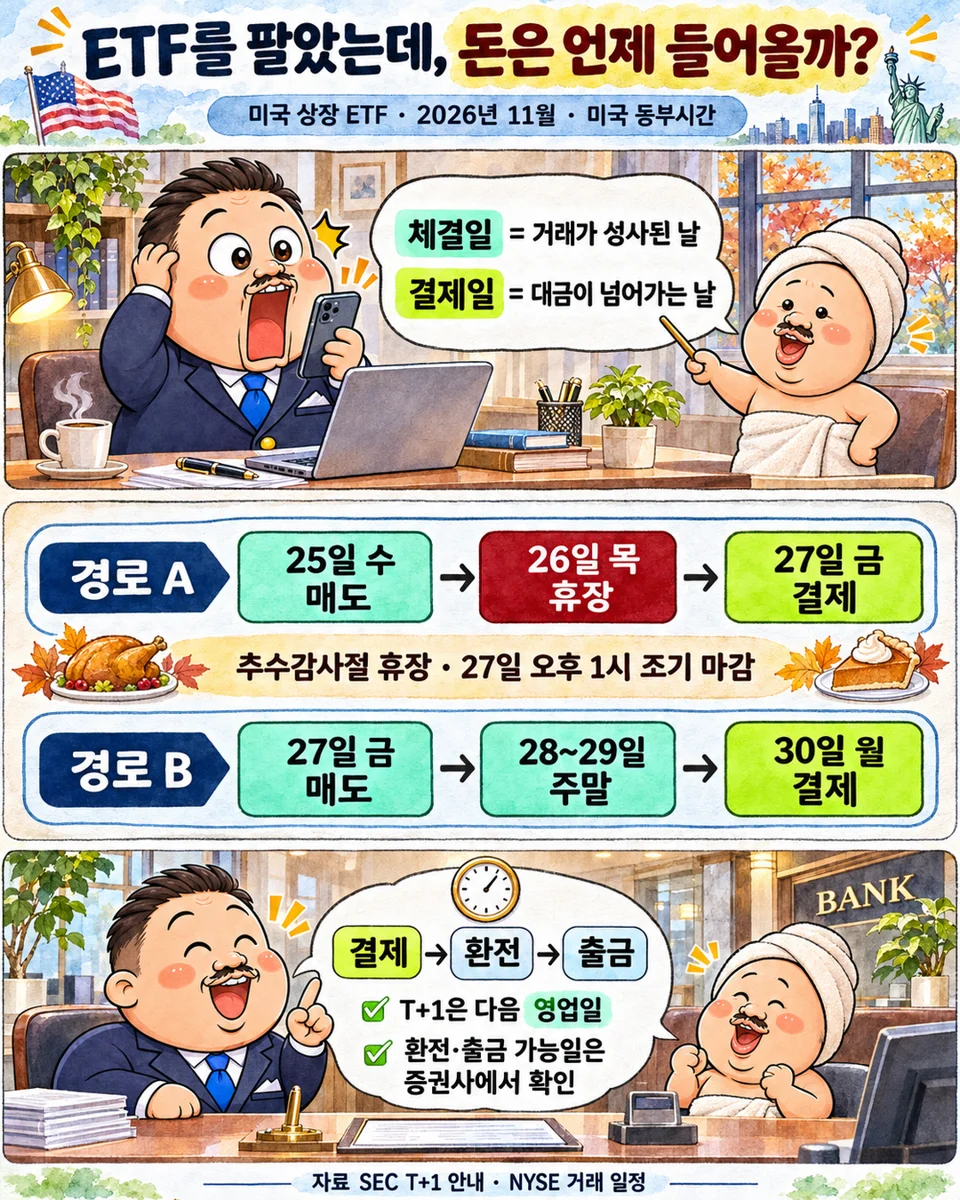 ETF를 팔았는데, 돈은 언제 들어올까?
미국 상장 ETF · 2026년 11월 · 미국 동부시간
체결일 = 거래가 성사된 날
결제일 = 대금이 넘어가는 날
경로 A
25일 수
매도
→
26일 목
휴장
→
27일 금
결제
추수감사절 휴장 · 27일 오후 1시 조기 마감
경로 B
27일 금
매도
→
28~29일
주말
→
30일 월
결제
BANK
결제 → 환전 → 출금
T+1은 다음 영업일
환전·출금 가능일은
증권사에서 확인
자료 SEC T+1 안내 · NYSE 거래 일정